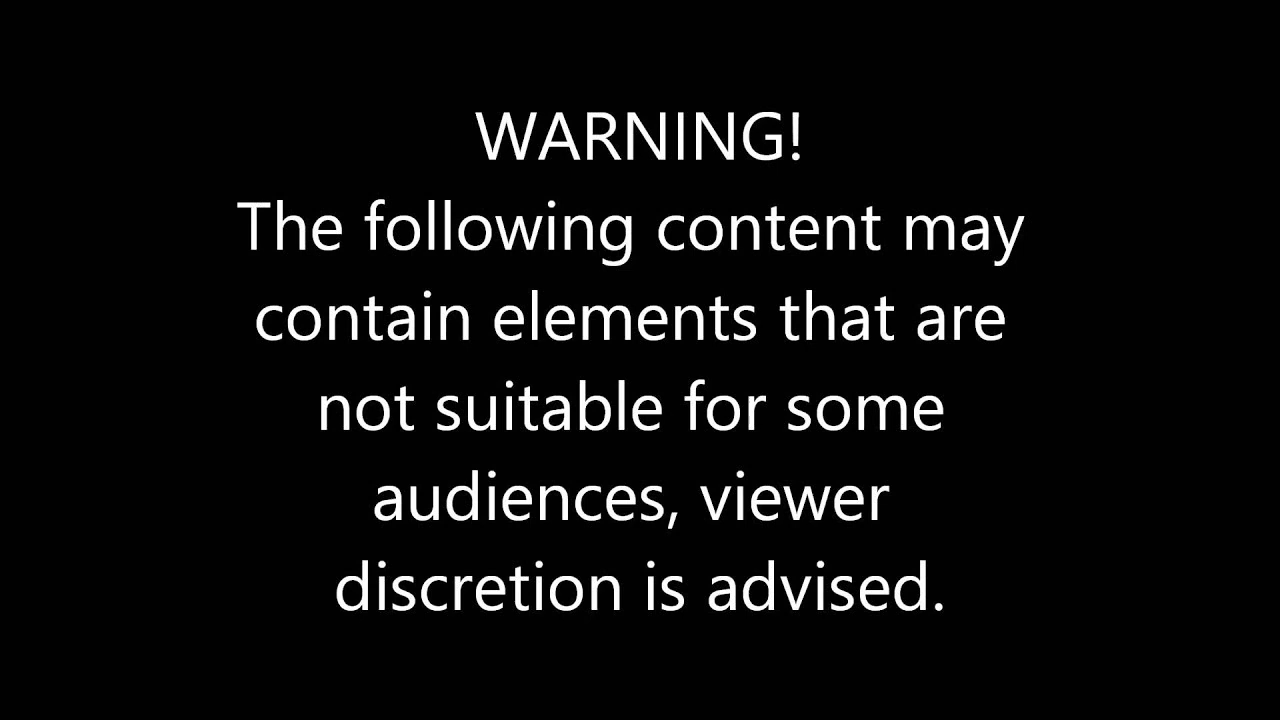 WARNING!
The following content may
contain elements that are
not suitable for some
audiences, viewer
discretion is advised.